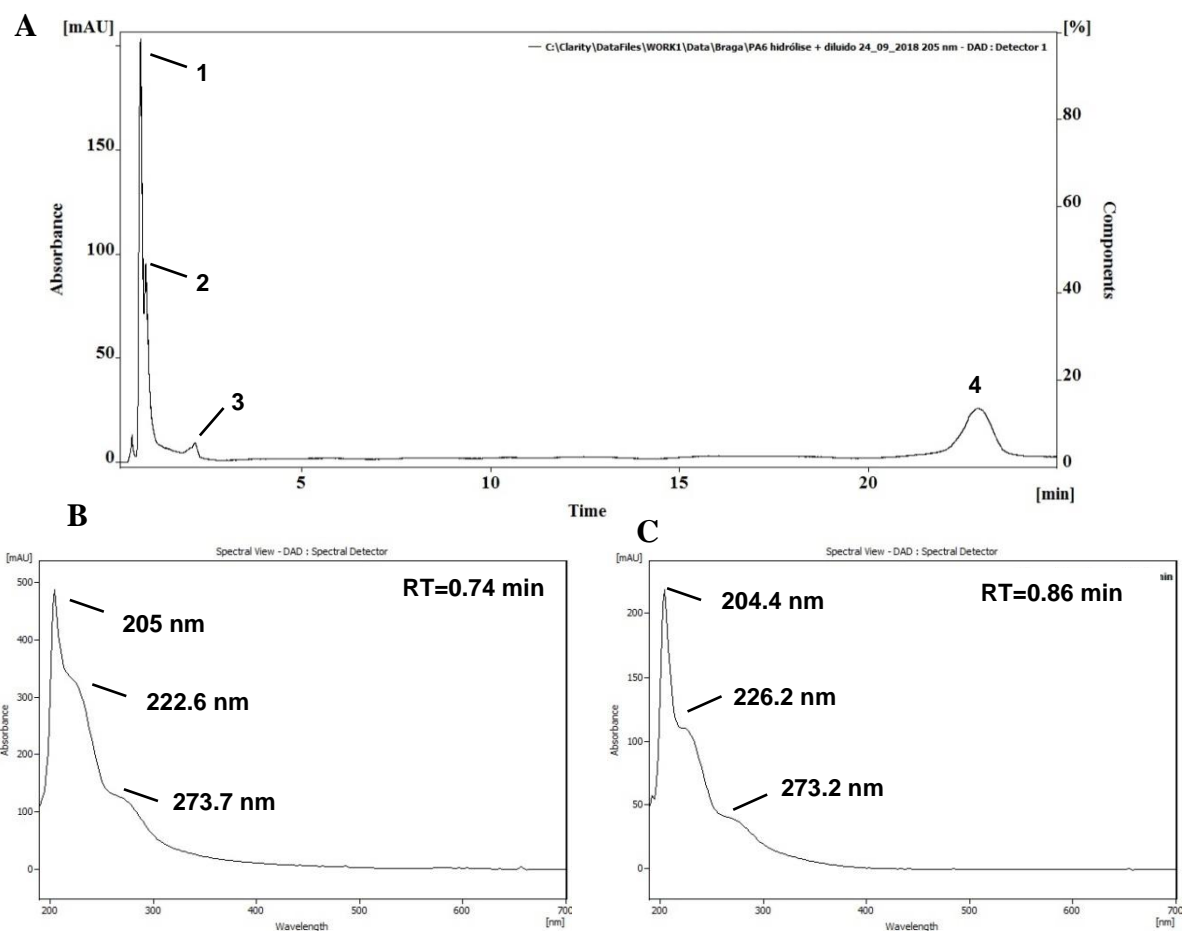 A
[mAU]
[%]
— C:\Clarity\DataFiles\WORK1\Data\Braga\PA6 hidrólise + diluido 24_09_2018 205 nm - DAD : Detector 1
1
2
3
4
150
100
50
0
80
60
40
20
0
Absorbance
Components
5
10
15
20
[min]
Time
B
Spectral View - DAD : Spectral Detector
[mAU]
RT=0.74 min
205 nm
222.6 nm
273.7 nm
500
400
300
200
100
0
Absorbance
200
300
400
500
600
700
[nm]
Wavelength
C
Spectral View - DAD : Spectral Detector
[mAU]
RT=0.86 min
204.4 nm
226.2 nm
273.2 nm
200
150
100
50
0
Absorbance
200
300
400
500
600
700
[nm]
Wavelength